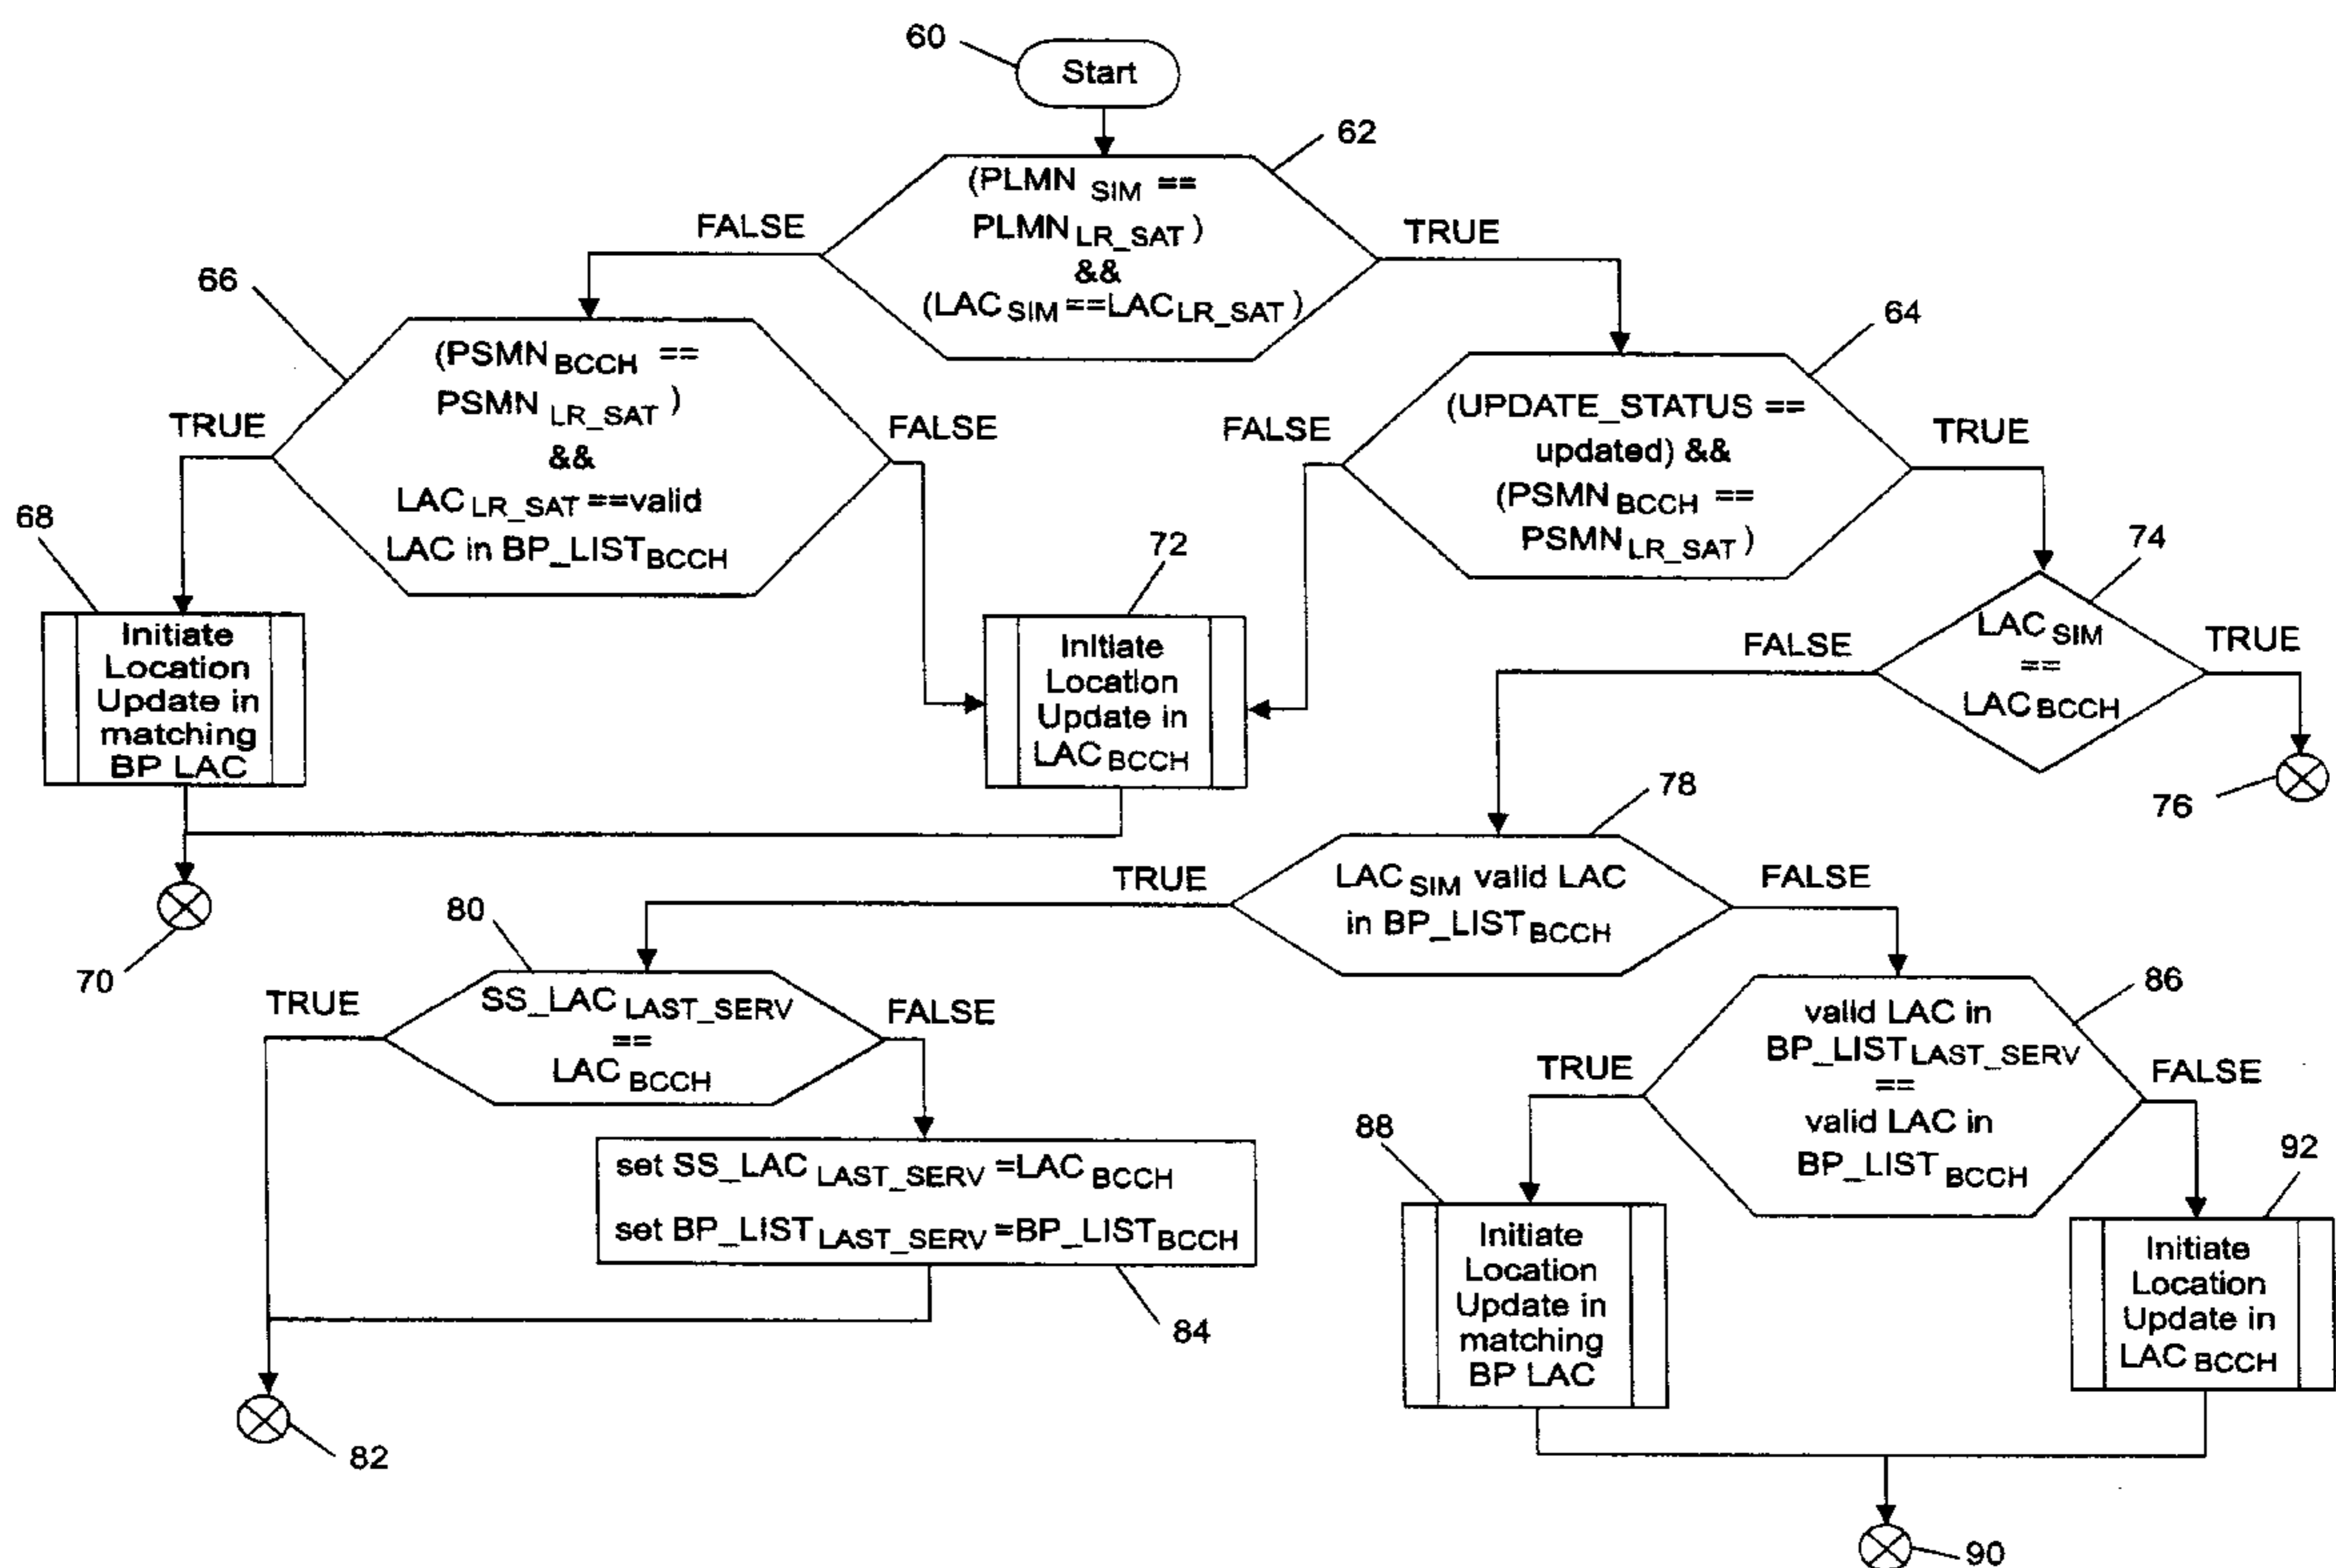 60
Start
62
(PLMN SIM ==
PLMN LR_SAT )
&&
(LAC SIM ==LAC LR_SAT )
FALSE
TRUE
66
(PSMN BCCH ==
PSMN LR_SAT )
&&
LAC LR_SAT ==valid
LAC in BP_LIST BCCH
TRUE
FALSE
64
(UPDATE_STATUS ==
updated) &&
(PSMN BCCH ==
PSMN LR_SAT )
FALSE
TRUE
68
Initiate
Location
Update in
matching
BP LAC
72
Initiate
Location
Update in
LAC BCCH
74
LAC SIM
==
LAC BCCH
FALSE
TRUE
76
70
78
LAC SIM valid LAC
in BP_LIST BCCH
TRUE
FALSE
80
SS_LAC LAST_SERV
==
LAC BCCH
TRUE
FALSE
86
valid LAC in
BP_LIST LAST_SERV
==
valid LAC in
BP_LIST BCCH
TRUE
FALSE
set SS_LAC LAST_SERV =LAC BCCH
set BP_LIST LAST_SERV =BP_LIST BCCH
84
82
88
Initiate
Location
Update in
matching
BP LAC
92
Initiate
Location
Update in
LAC BCCH
90